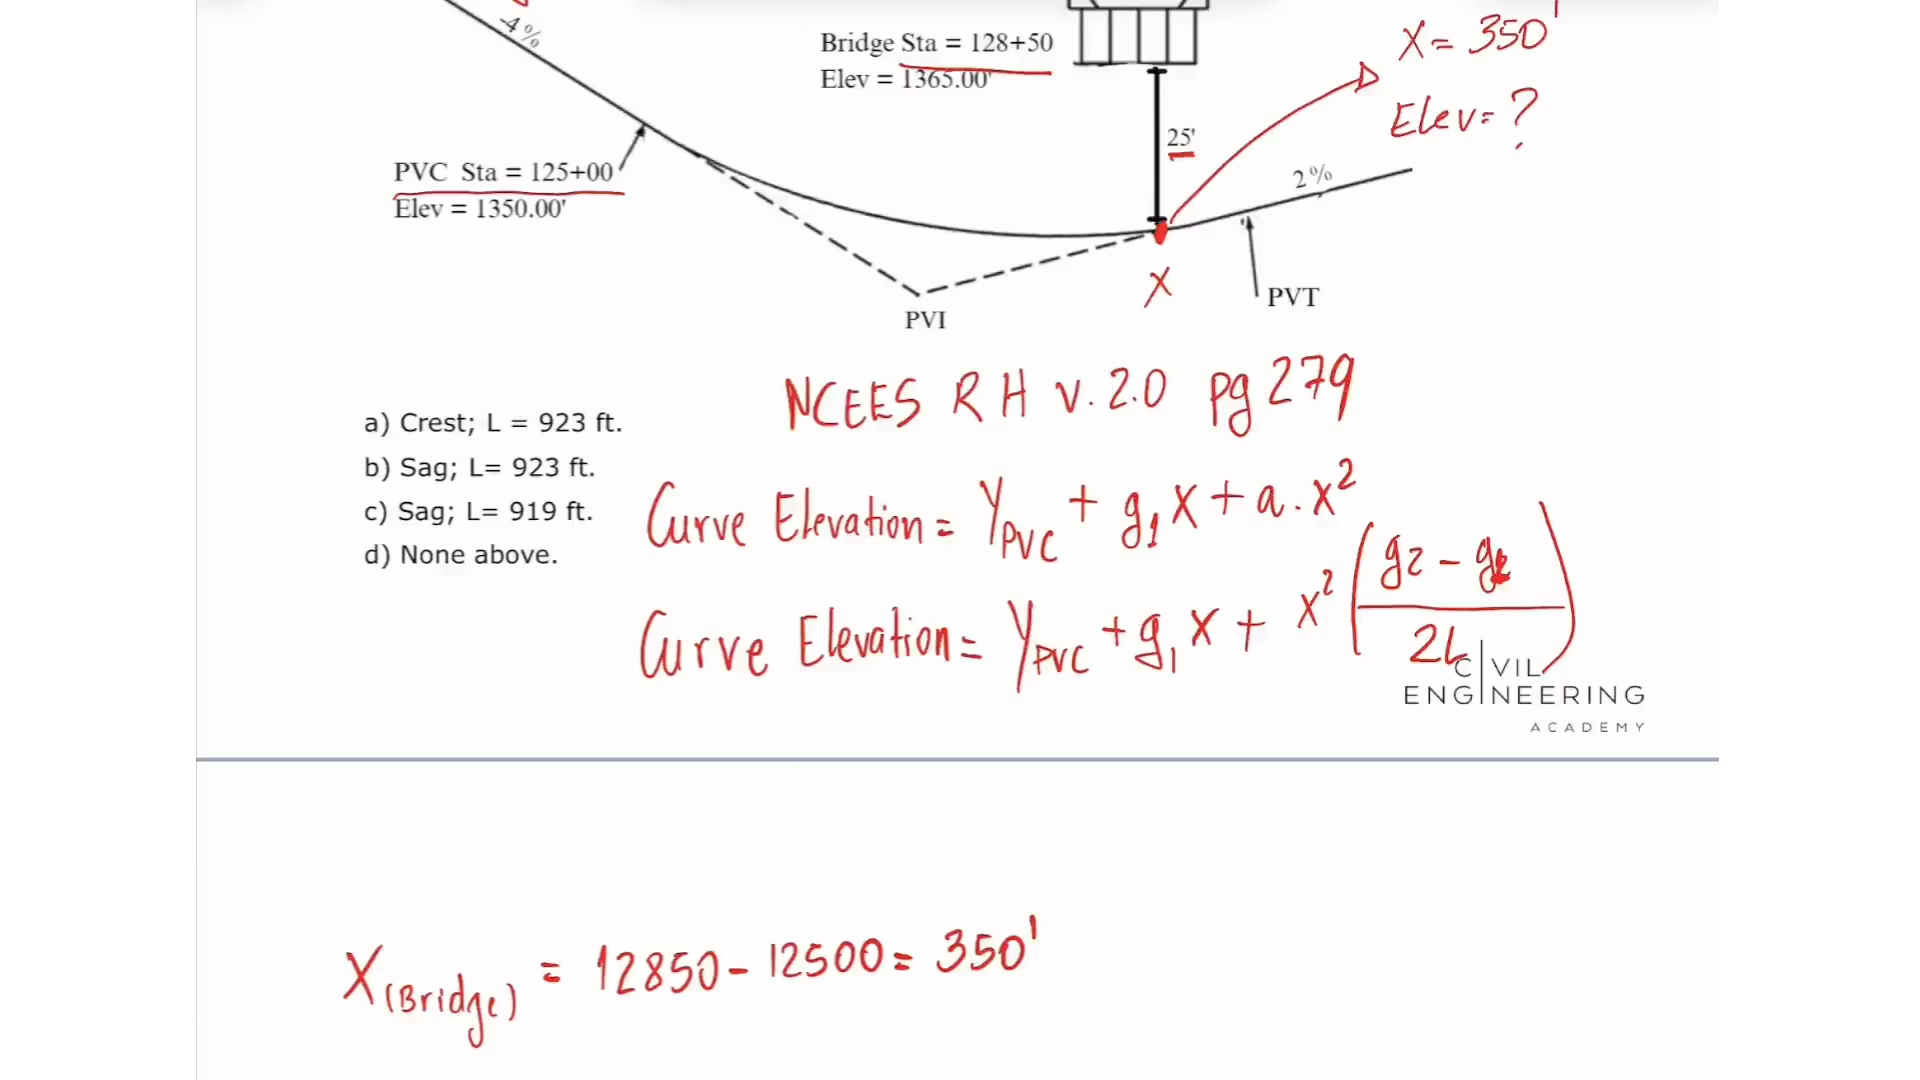 -4%
Bridge Sta = 128+50
Elev = 1365.00'
X = 350'
Elev = ?
25'
2%
PVC Sta = 125+00
Elev = 1350.00'
X
PVT
PVI
NCEES RH v. 2.0 pg 279
a) Crest; L = 923 ft.
b) Sag; L= 923 ft.
c) Sag; L= 919 ft.
d) None above.
Curve Elevation = Y_PVC + g₁X + a·x²
Curve Elevation = Y_PVC + g₁X + x² (g₂ - g₁ / 2L)
CIVIL
ENGINEERING
ACADEMY
X(Bridge) = 12850 - 12500 = 350'